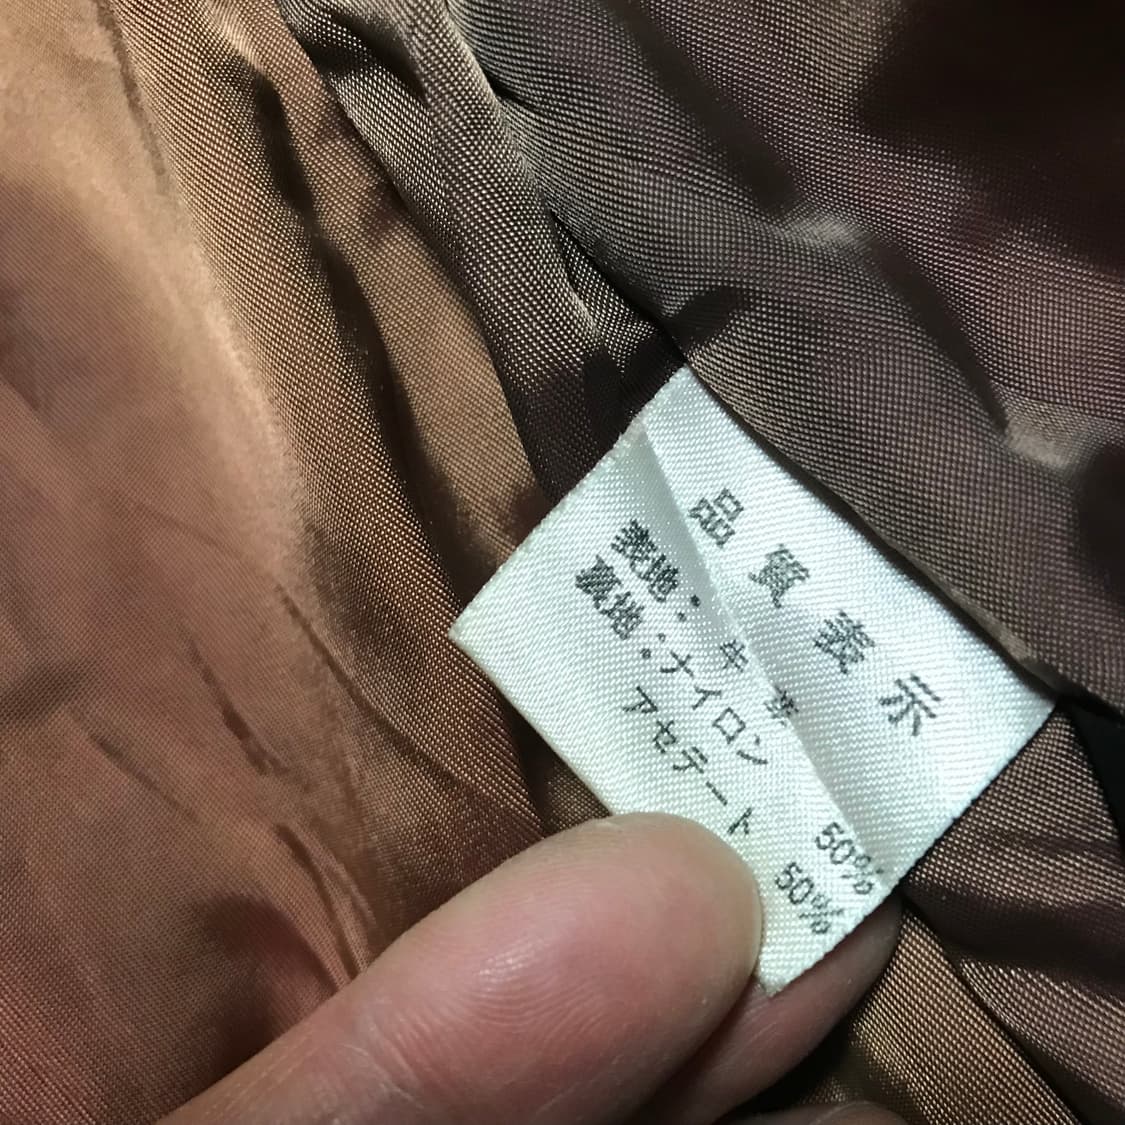 品質表示
表地：牛革
裏地：ナイロン 50%
アセテート 50%